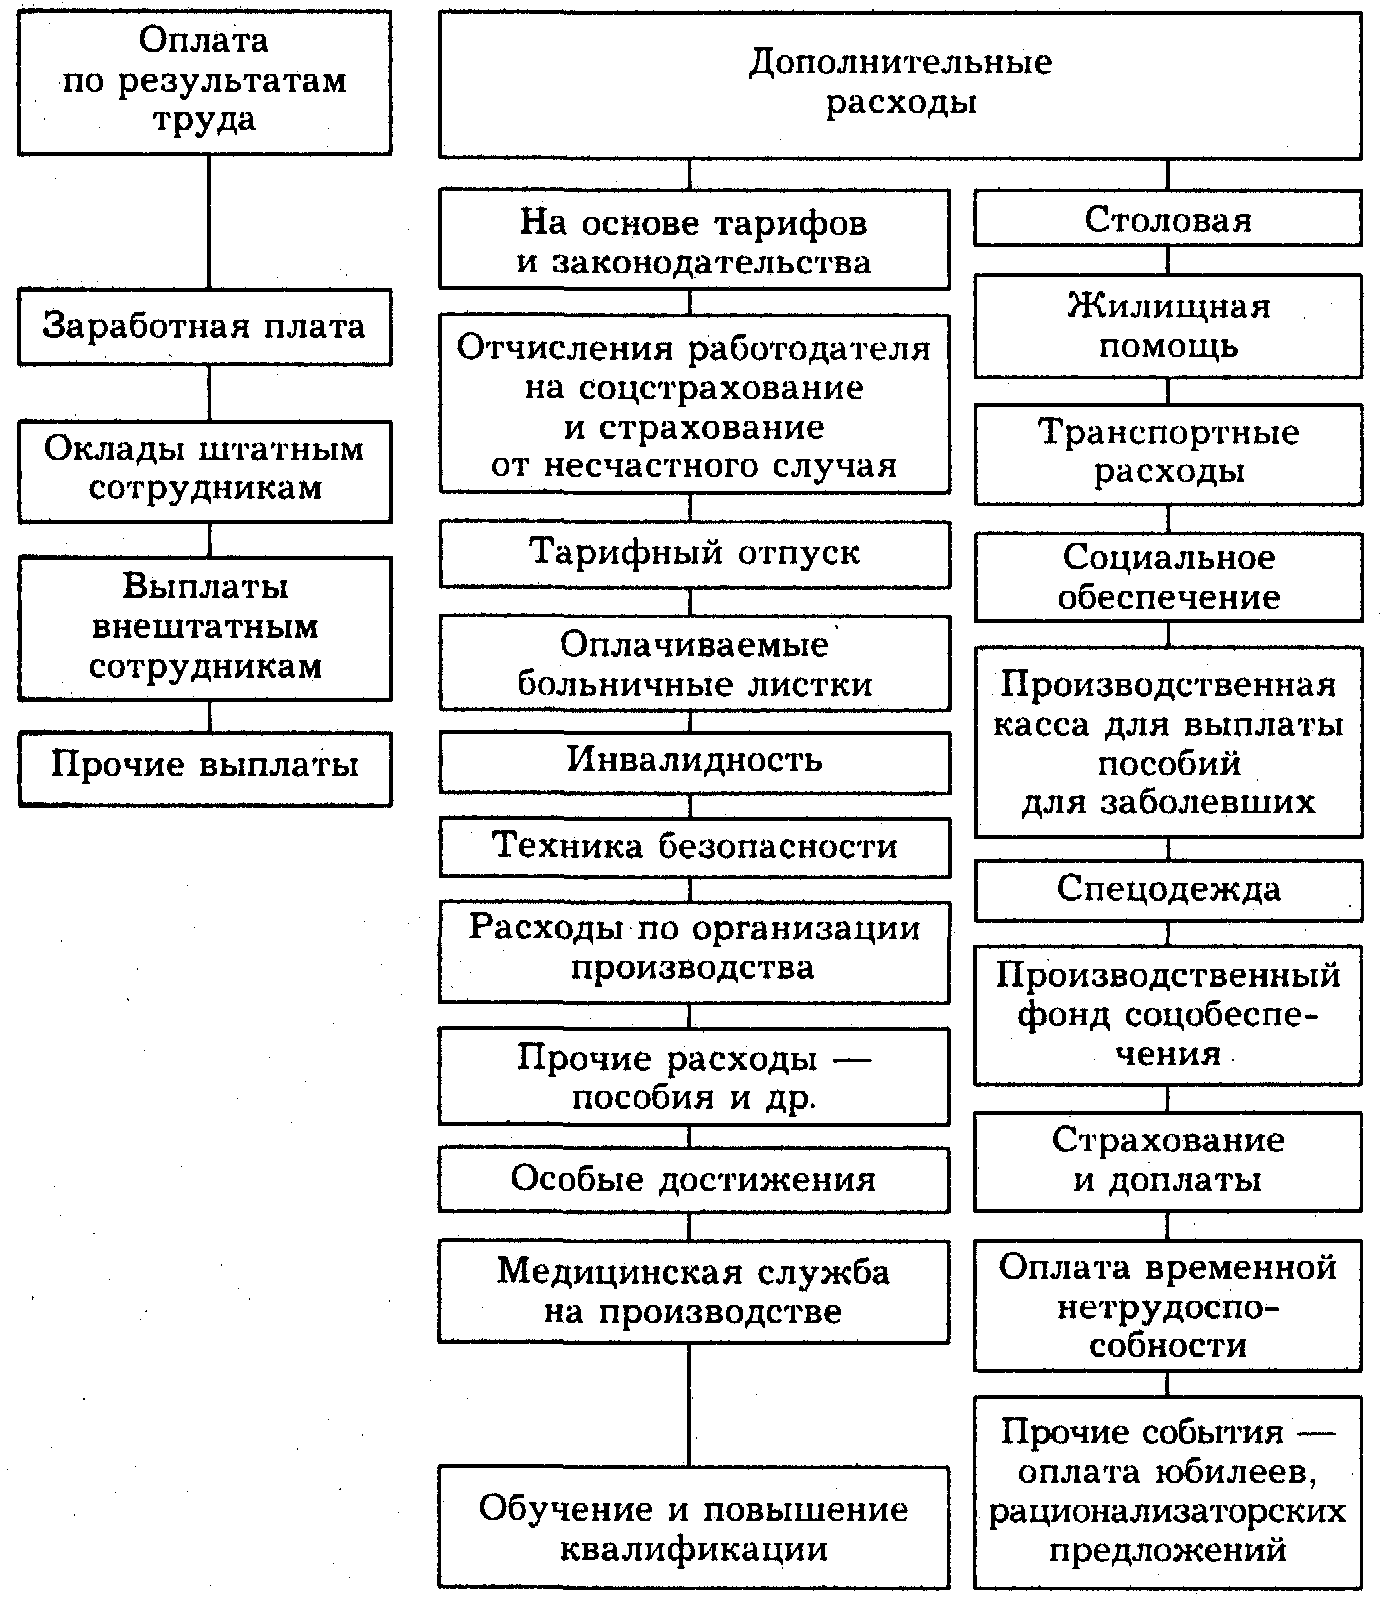 Оплата
по результатам
труда
Заработная плата
Оклады штатным
сотрудникам
Выплаты
внештатным
сотрудникам
Прочие выплаты
Дополнительные
расходы
На основе тарифов
и законодательства
Отчисления работодателя
на соцстрахование
и страхование
от несчастного случая
Тарифный отпуск
Оплачиваемые
больничные листки
Инвалидность
Техника безопасности
Расходы по организации
производства
Прочие расходы —
пособия и др.
Особые достижения
Медицинская служба
на производстве
Обучение и повышение
квалификации
Столовая
Жилищная
помощь
Транспортные
расходы
Социальное
обеспечение
Производственная
касса для выплаты
пособий
для заболевших
Спецодежда
Производственный
фонд соцобеспе-
чения
Страхование
и доплаты
Оплата временной
нетрудоспо-
собности
Прочие события —
оплата юбилеев,
рационализаторских
предложений